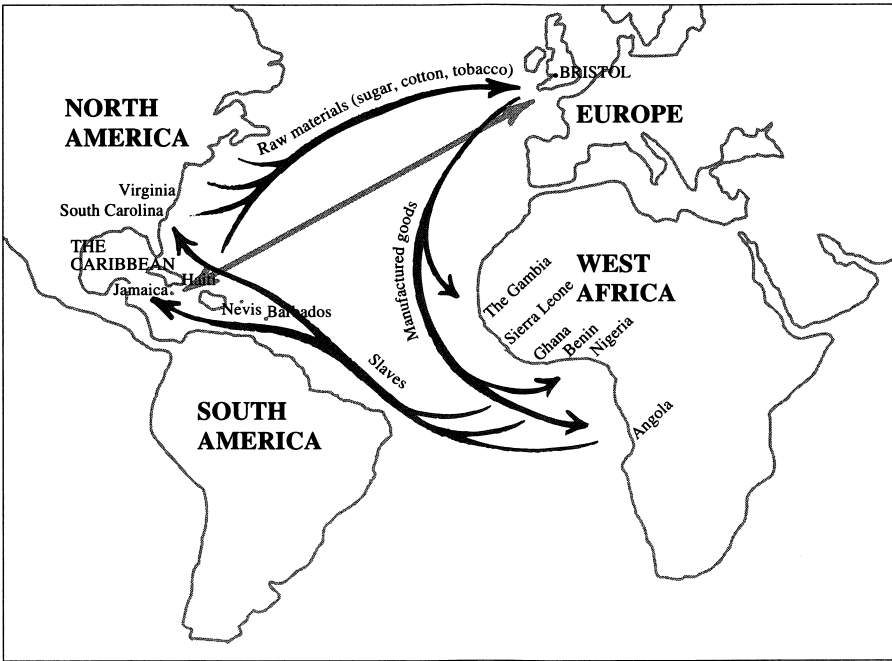 NORTH
AMERICA
Raw materials (sugar, cotton, tobacco)
BRISTOL
EUROPE
Virginia
South Carolina
THE
CARIBBEAN
Haiti
Jamaica
Nevis
Barbados
Manufactured goods
WEST
AFRICA
The Gambia
Sierra Leone
Ghana
Benin
Nigeria
Slaves
SOUTH
AMERICA
Angola